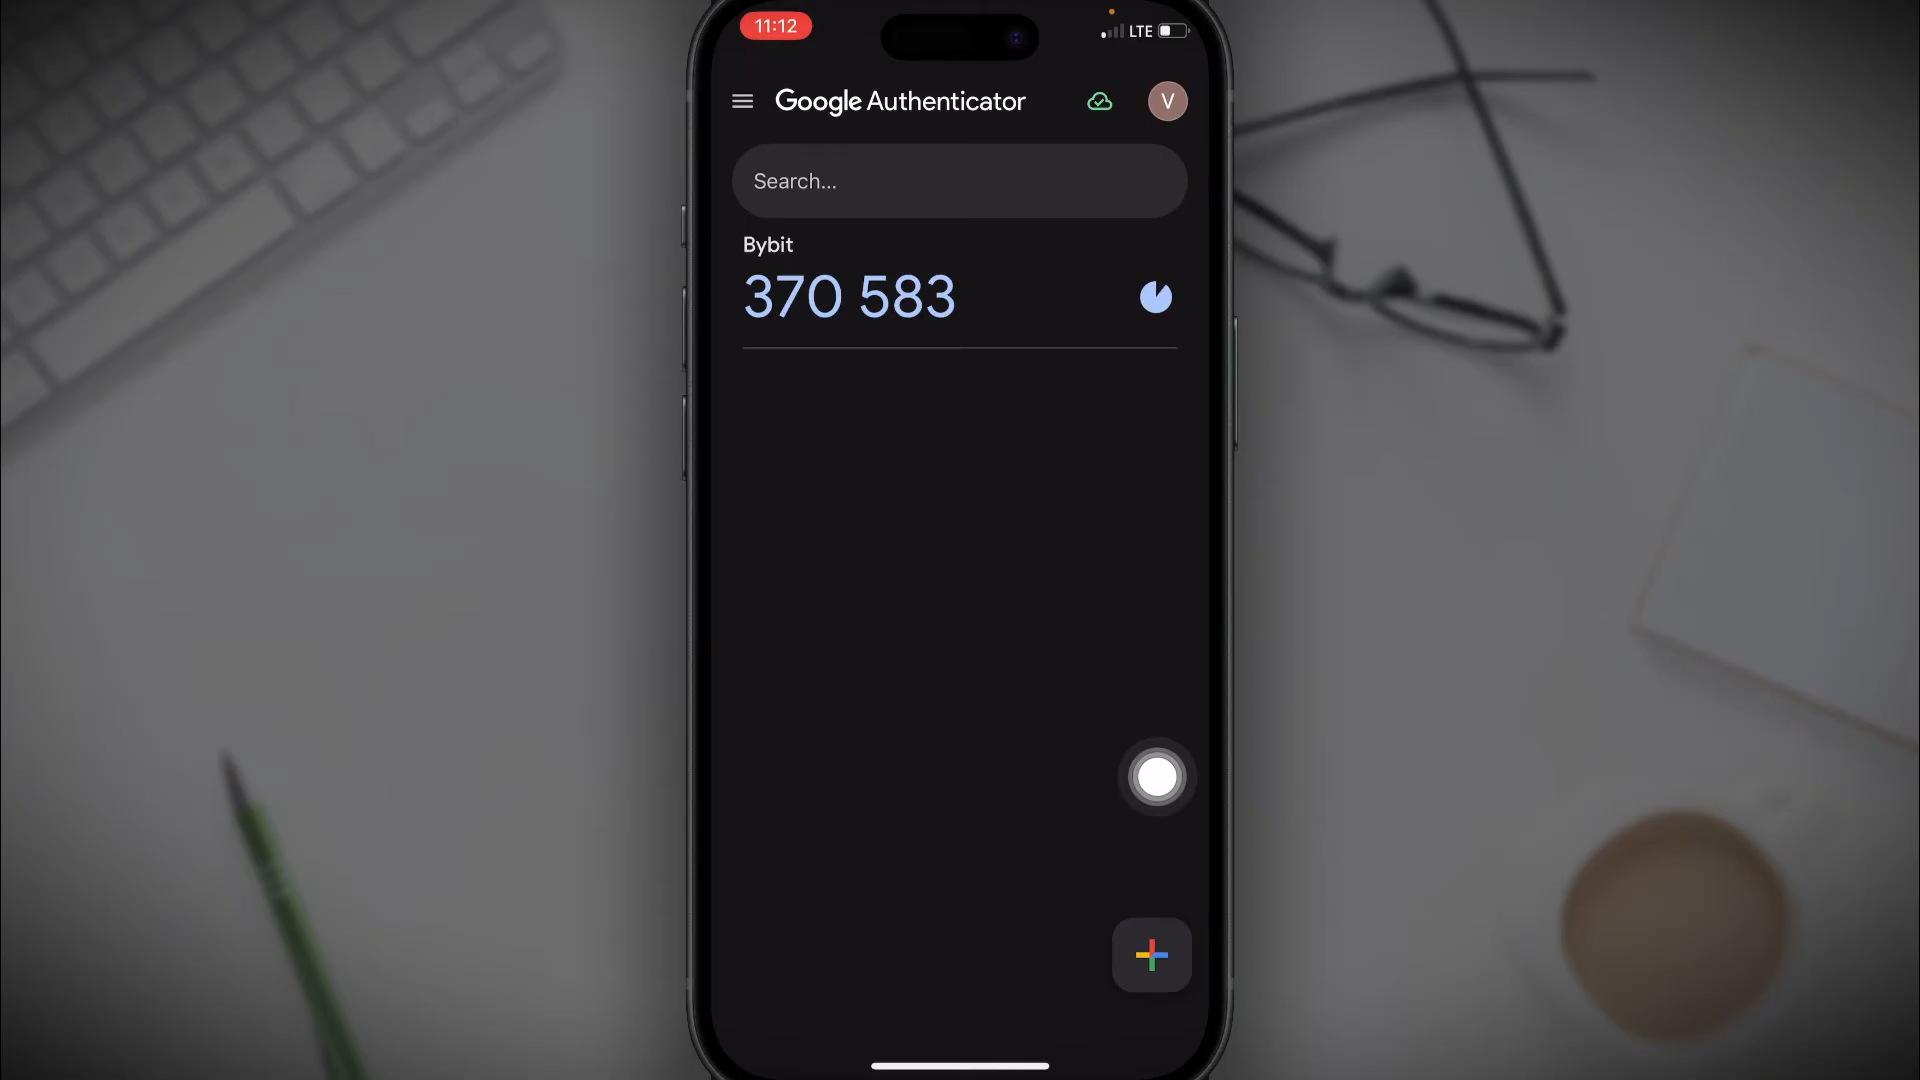 11:12
LTE
Google Authenticator
V
Search...
Bybit
370 583